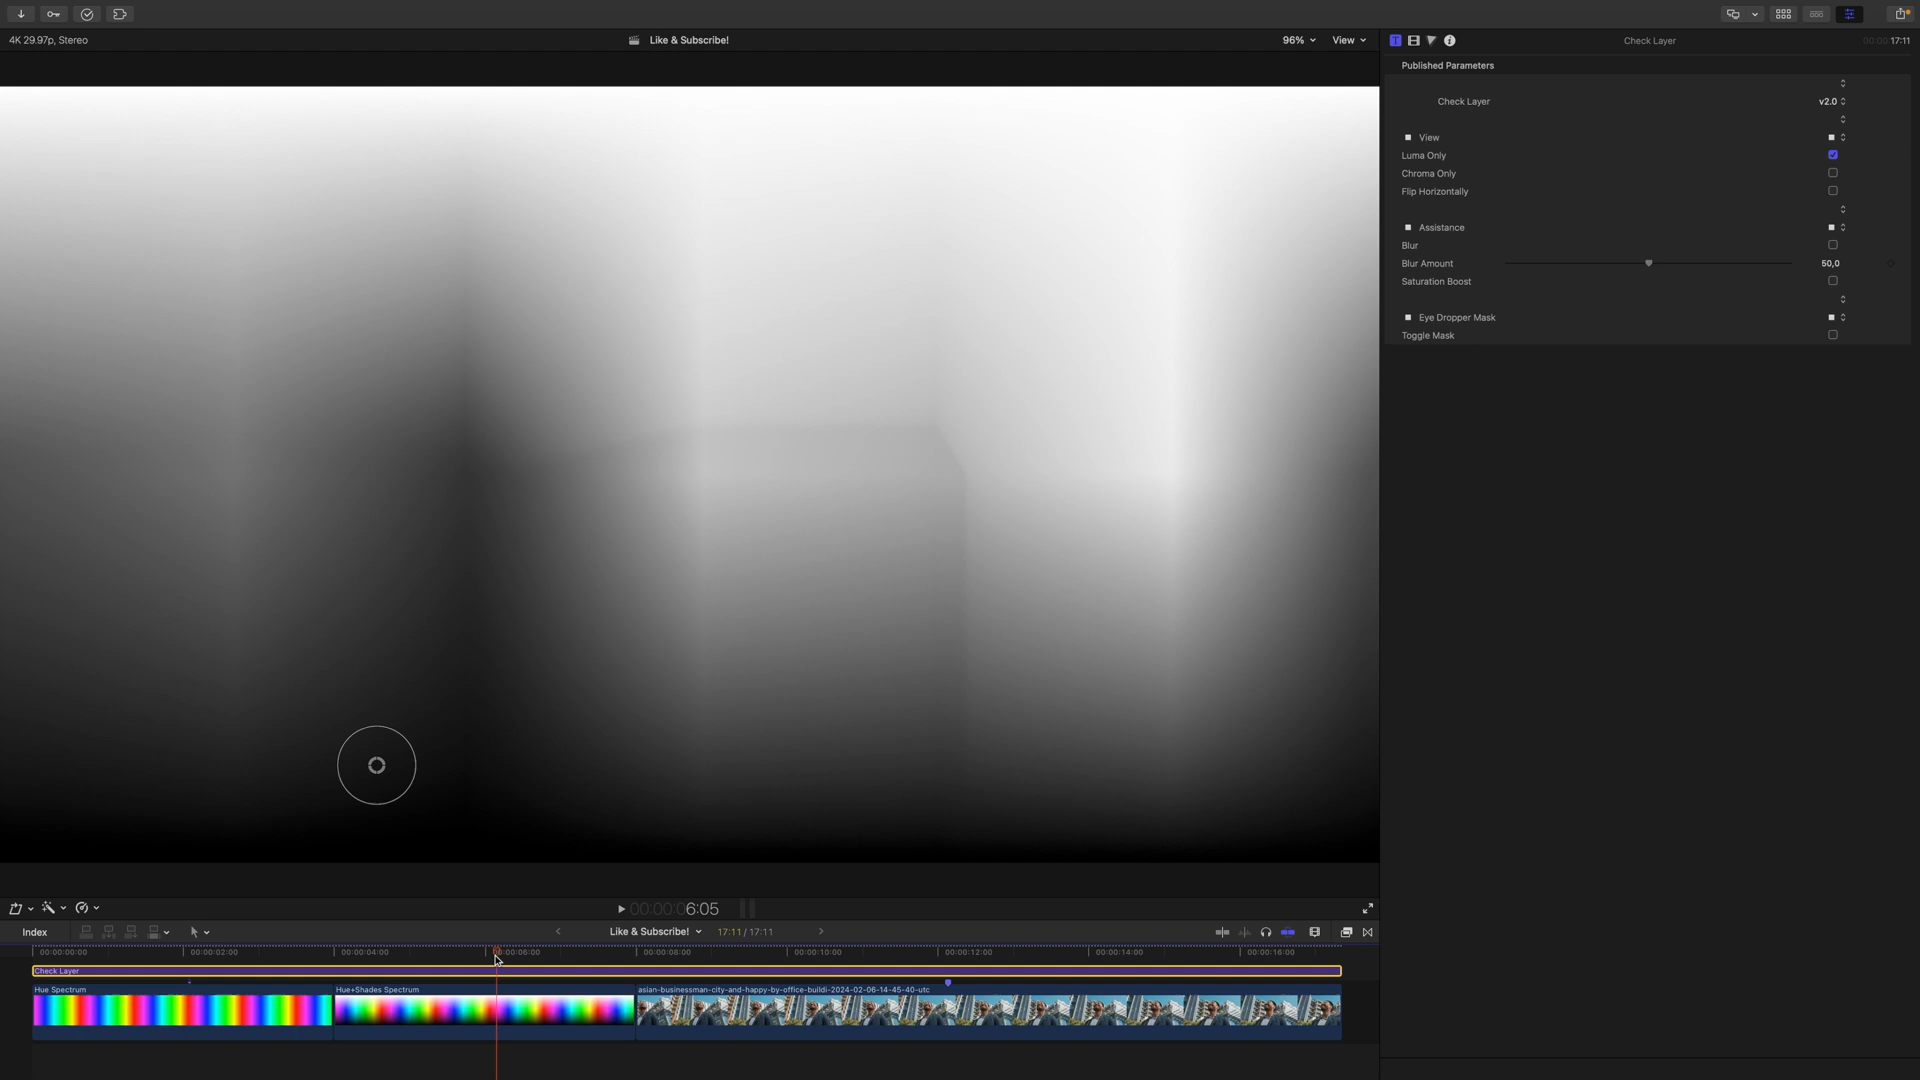 4K 29.97p, Stereo
Like & Subscribe!
96%
View
Check Layer
00:00:17:11
Published Parameters
Check Layer
v2.0
View
Luma Only
Chroma Only
Flip Horizontally
Assistance
Blur
Blur Amount
50,0
Saturation Boost
Eye Dropper Mask
Toggle Mask
00:00:06:05
Index
Like & Subscribe!
17:11 / 17:11
00:00:00:00
00:00:02:00
00:00:04:00
00:00:06:00
00:00:08:00
00:00:10:00
00:00:12:00
00:00:14:00
00:00:16:00
Check Layer
Hue Spectrum
Hue+Shades Spectrum
asian-businessman-city-and-happy-by-office-buildi-2024-02-06-14-45-40-utc